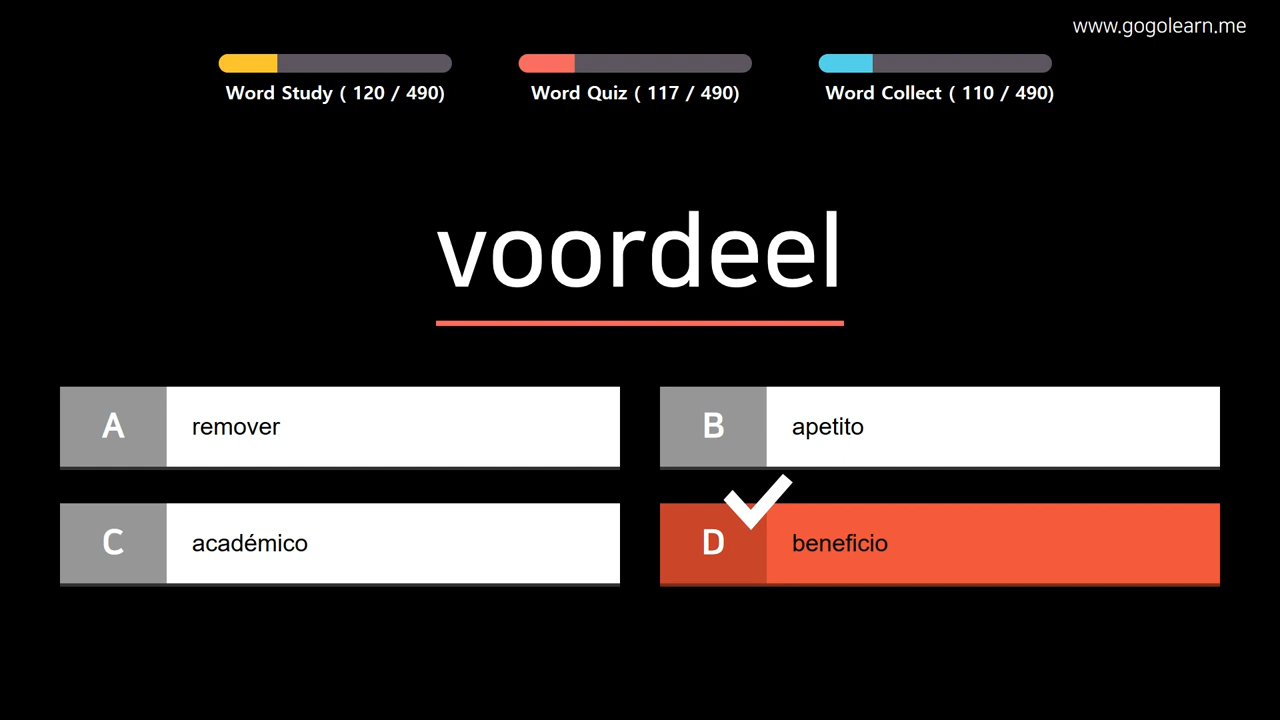 www.gogolearn.me
Word Study ( 120 / 490)
Word Quiz ( 117 / 490)
Word Collect ( 110 / 490)
voordeel
A remover
B apetito
C académico
D beneficio